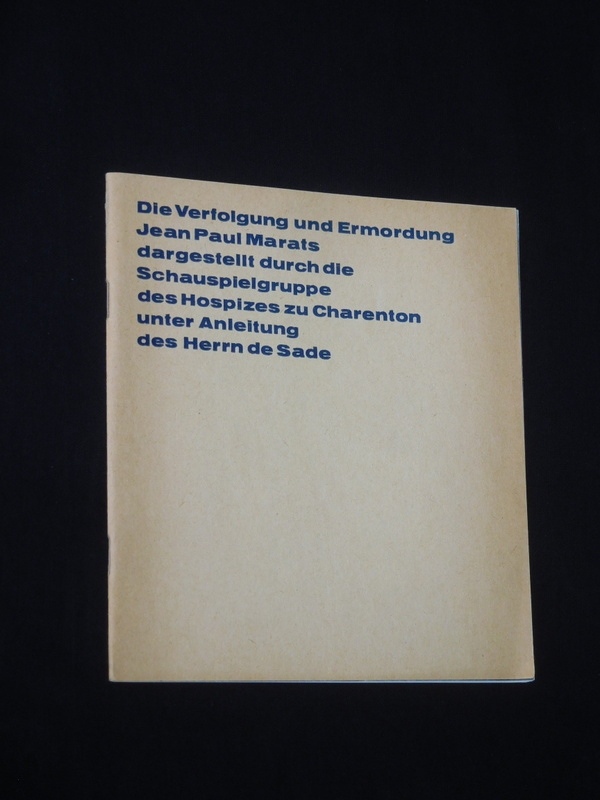 Die Verfolgung und Ermordung
Jean Paul Marats
dargestellt durch die
Schauspielgruppe
des Hospizes zu Charenton
unter Anleitung
des Herrn de Sade